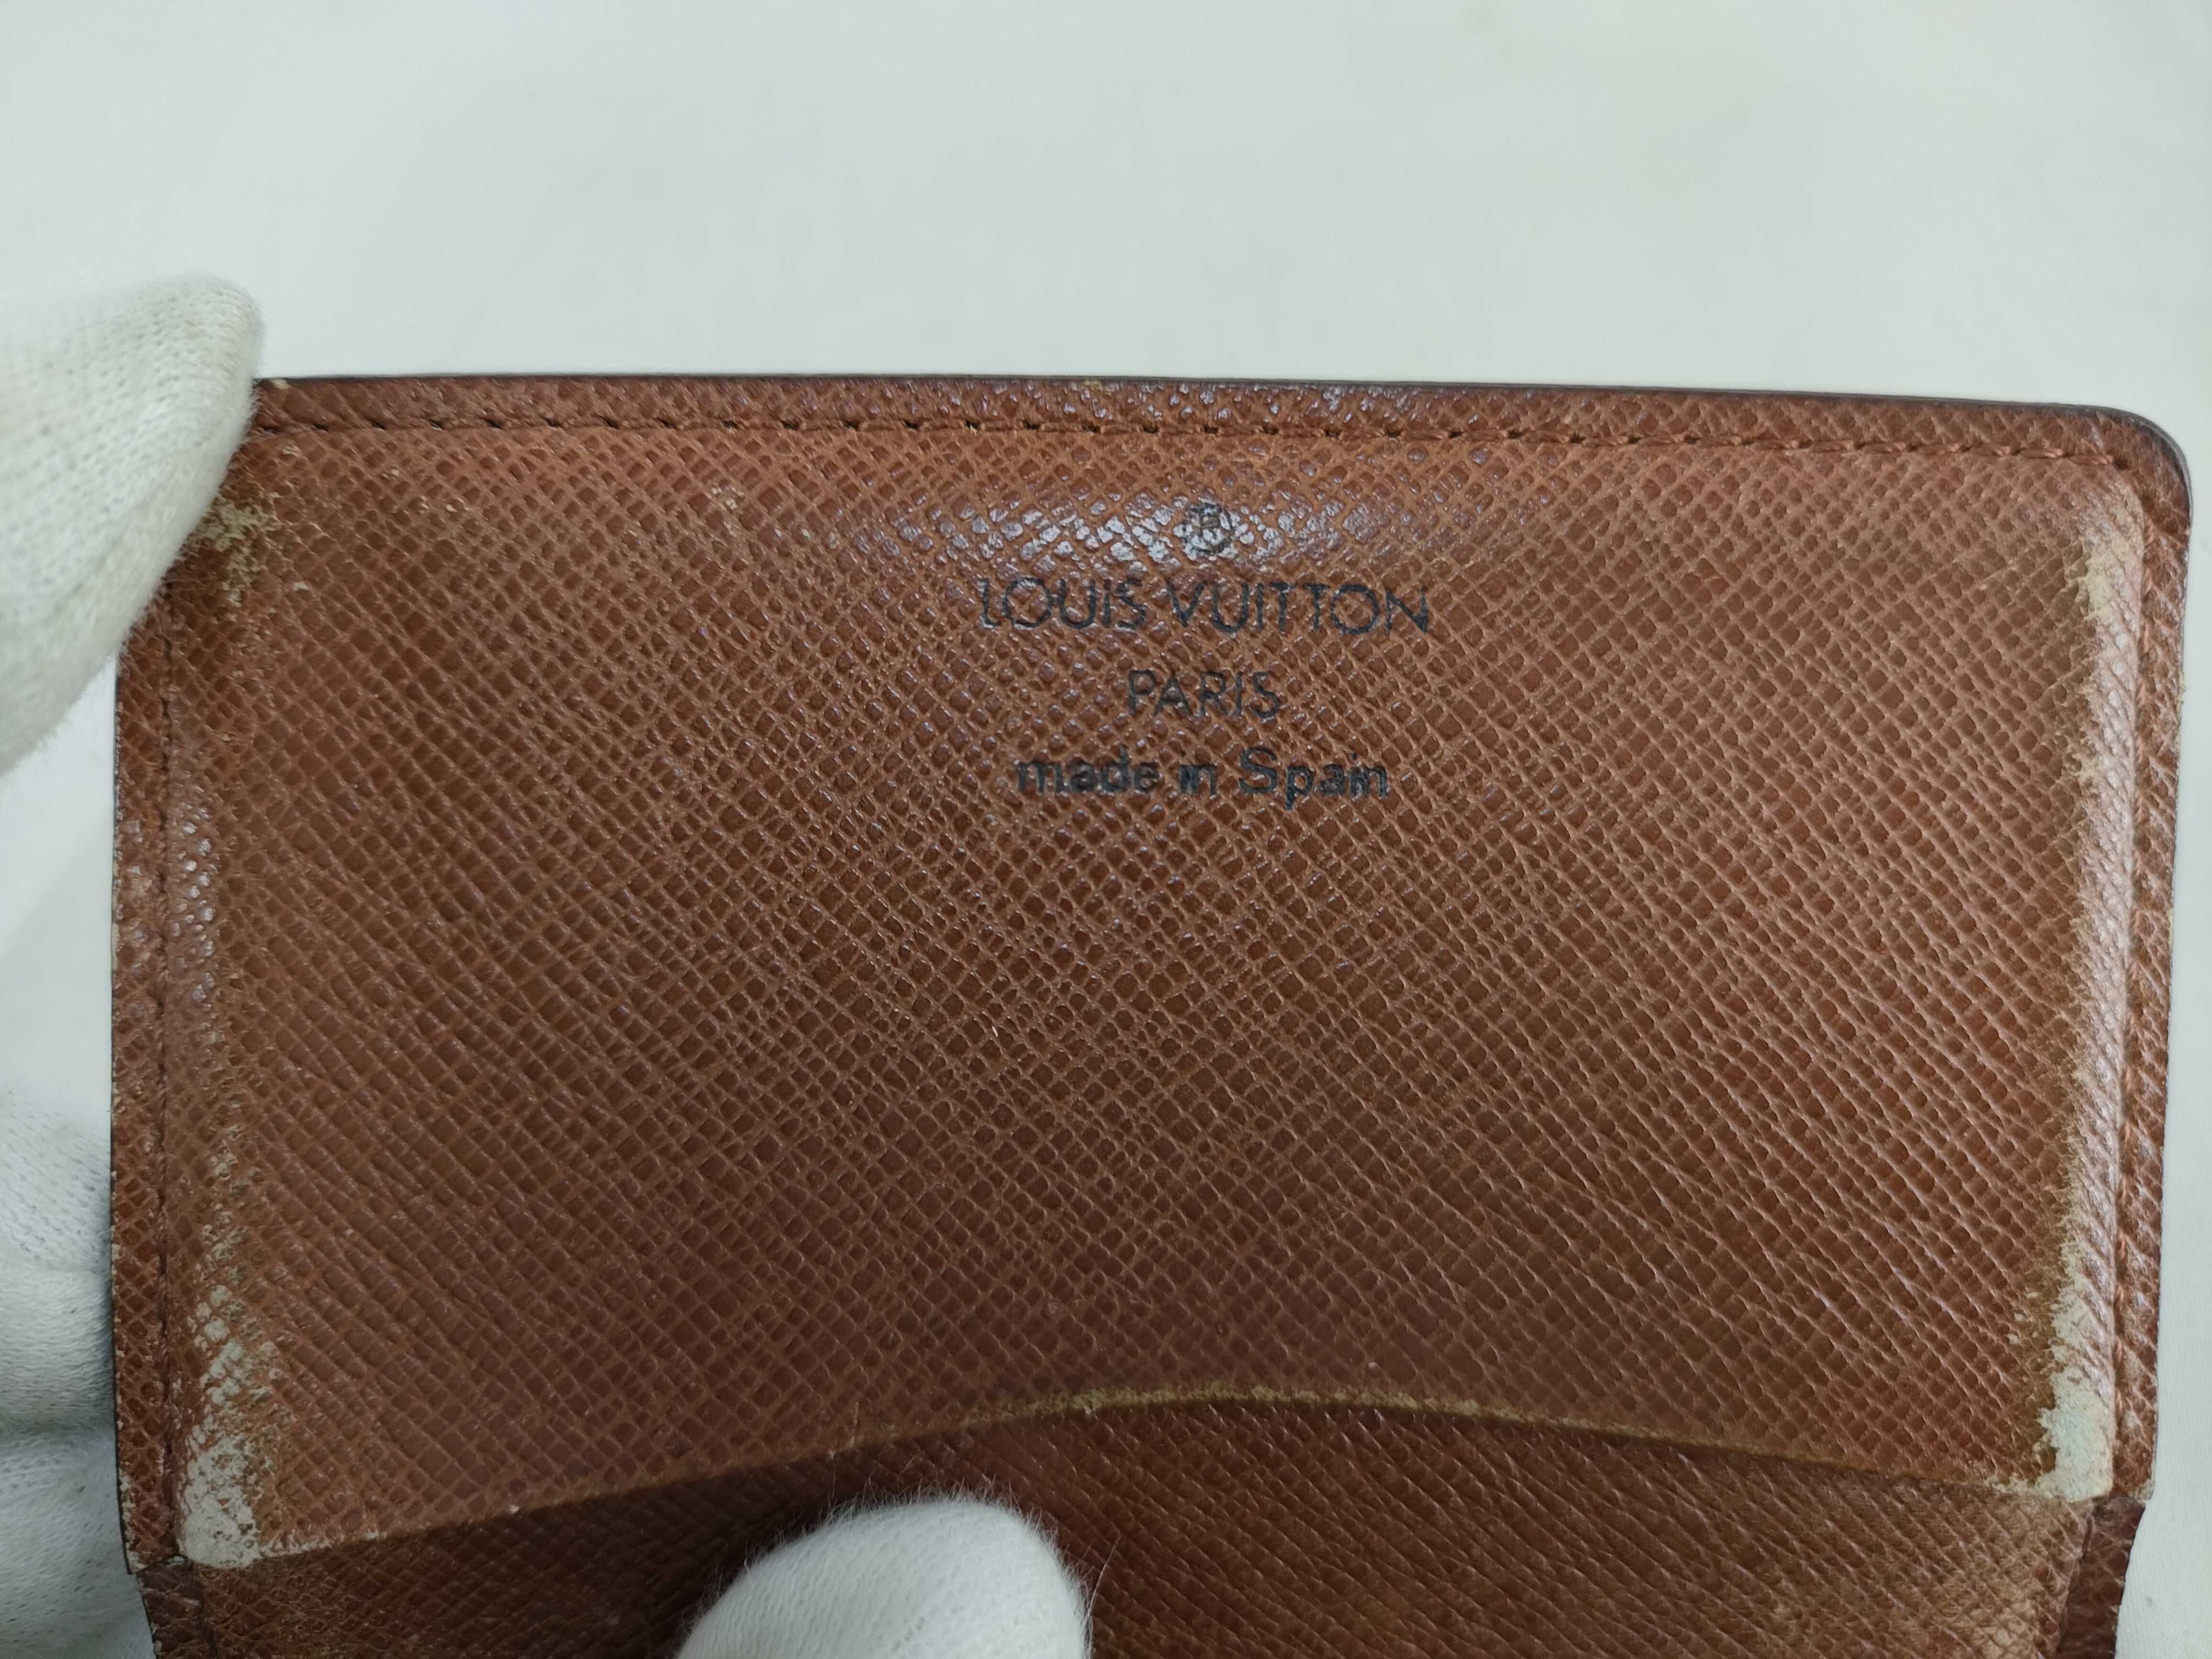 ®
LOUIS VUITTON
PARIS
made in Spain